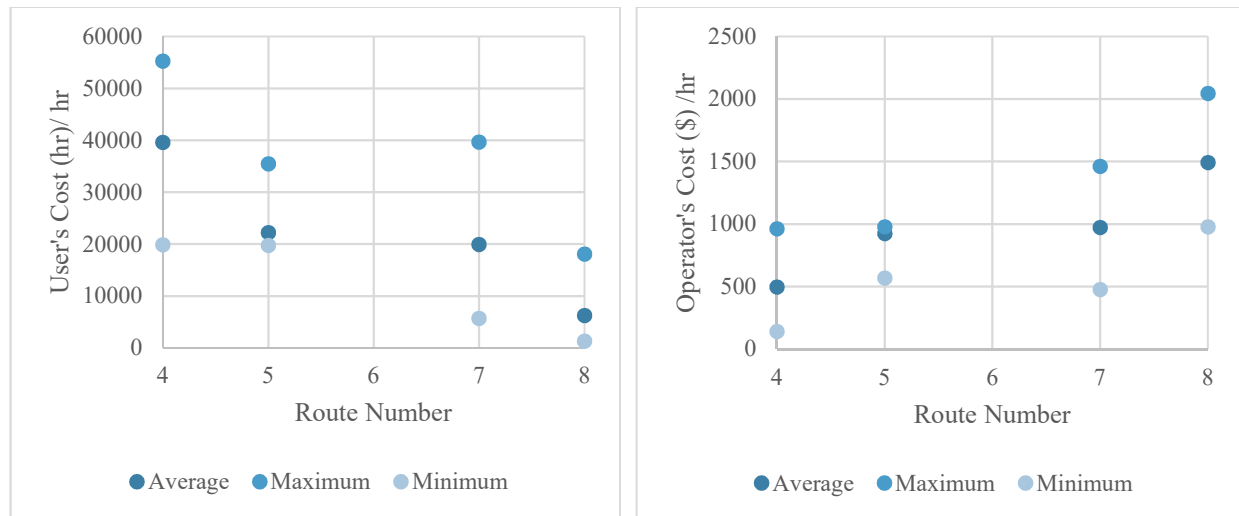 60000
50000
40000
30000
20000
10000
0
User's Cost (hr)/ hr
4 5 6 7 8
Route Number
Average Maximum Minimum
2500
2000
1500
1000
500
0
Operator's Cost ($) /hr
4 5 6 7 8
Route Number
Average Maximum Minimum